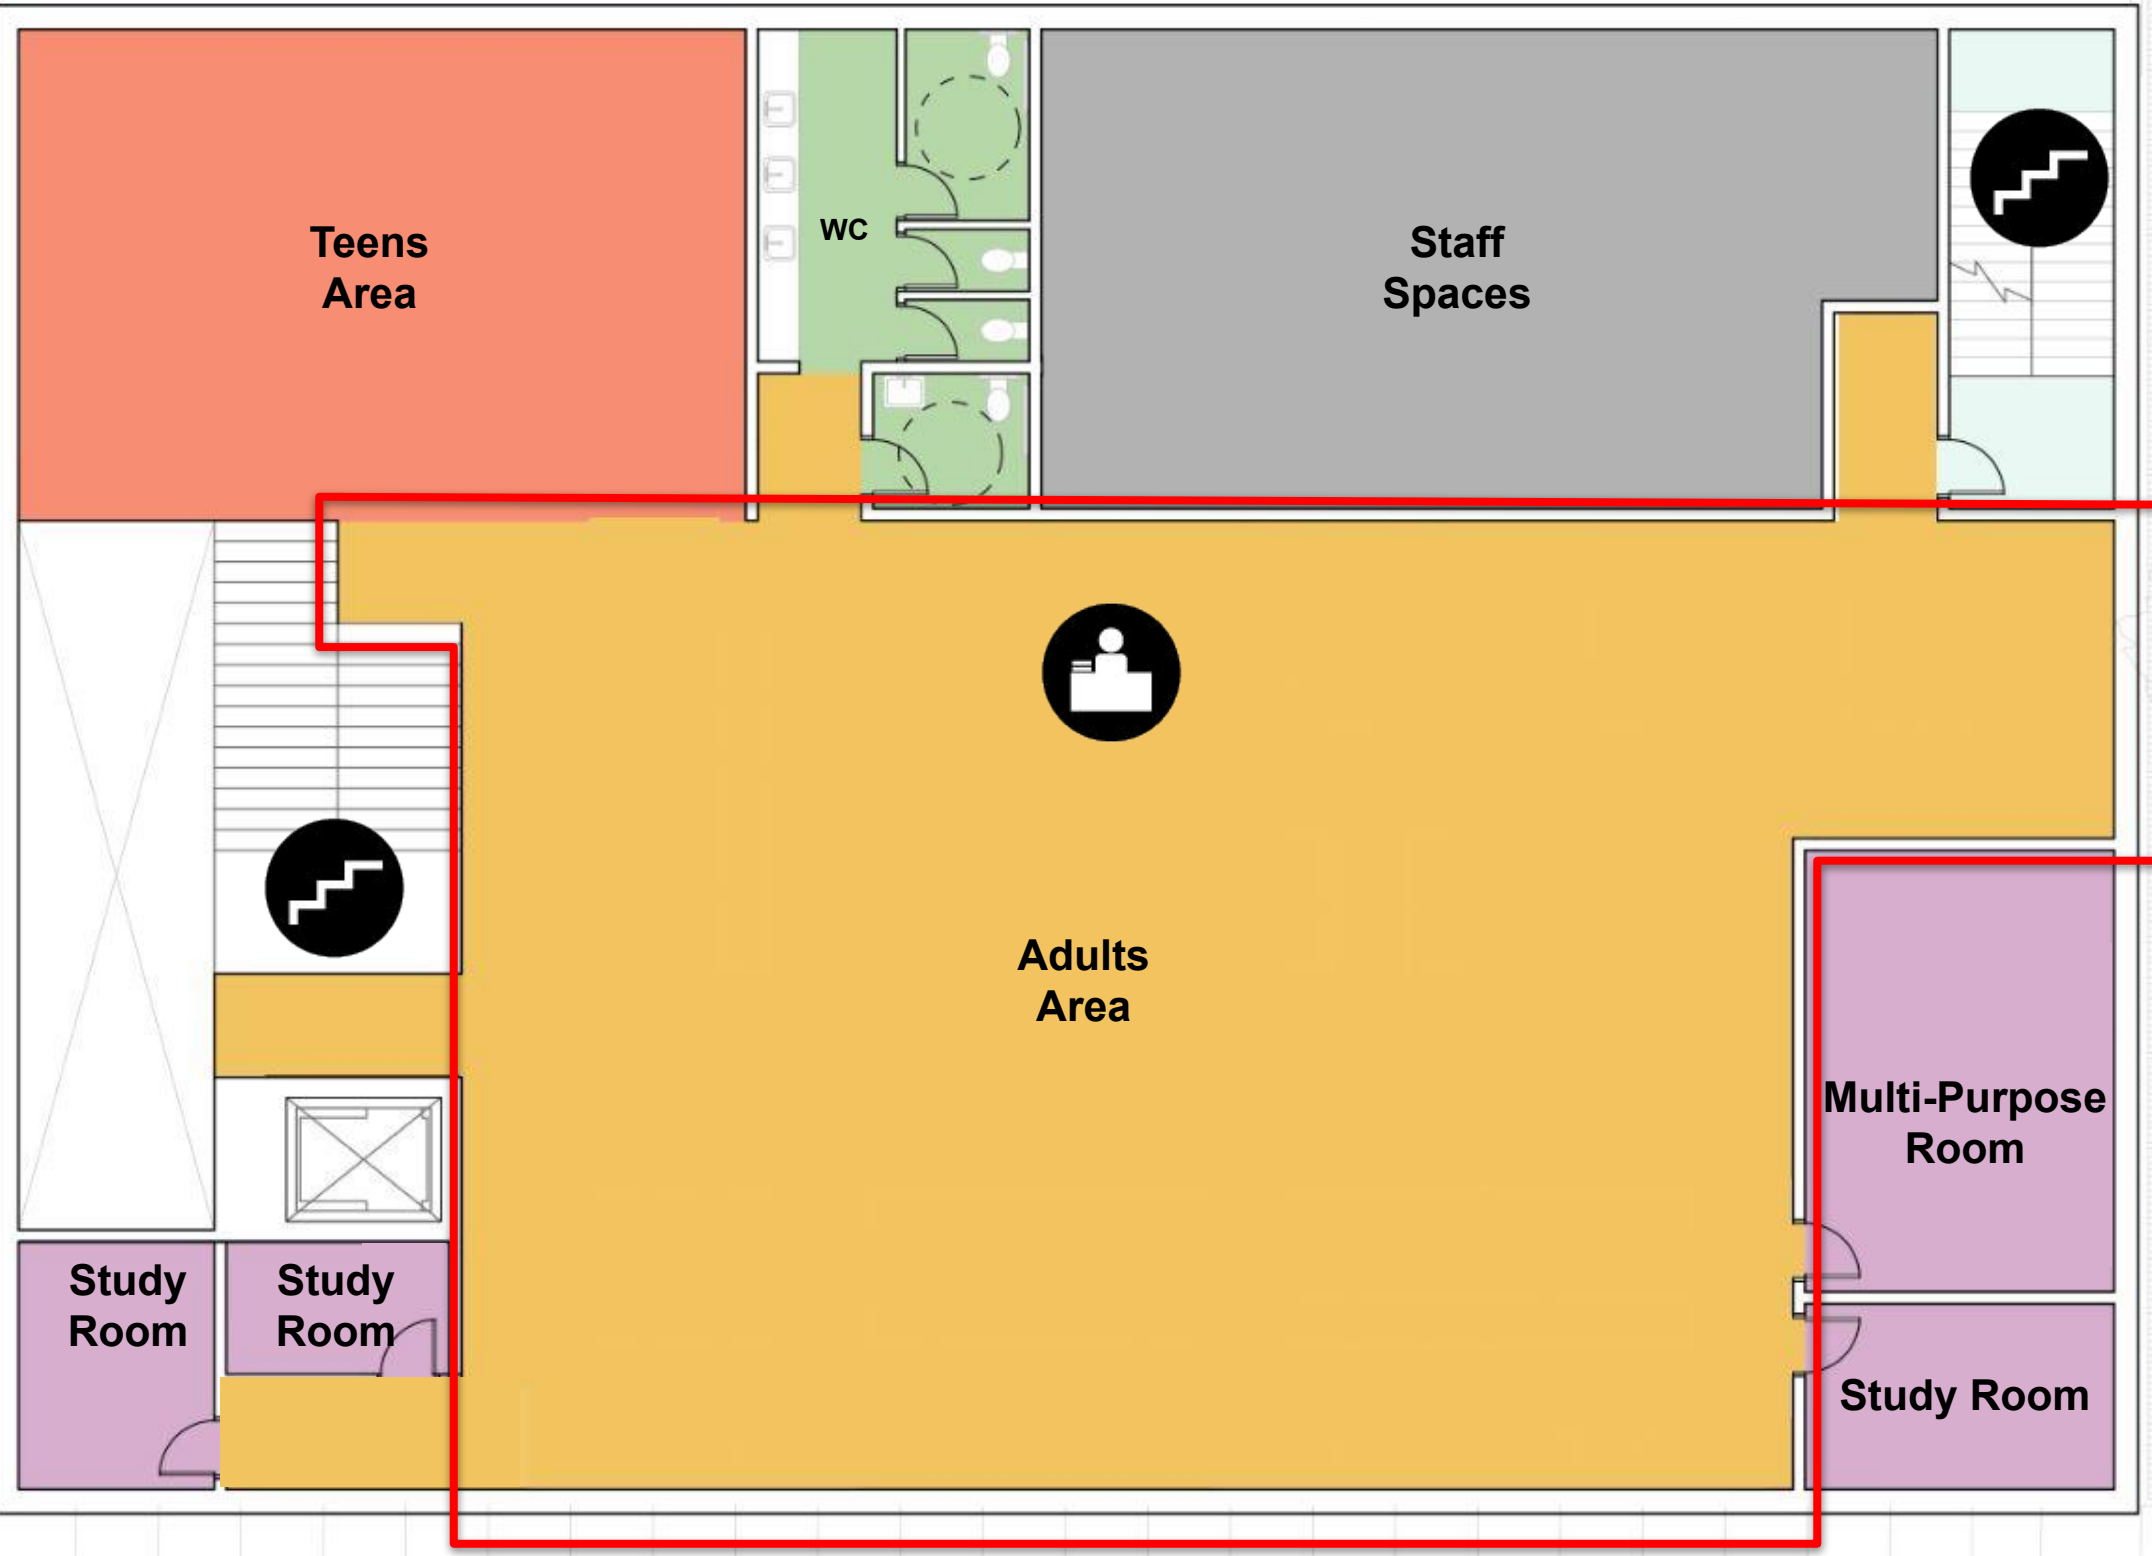 Teens
Area
WC
Staff
Spaces
Adults
Area
Multi-Purpose
Room
Study
Room
Study
Room
Study Room